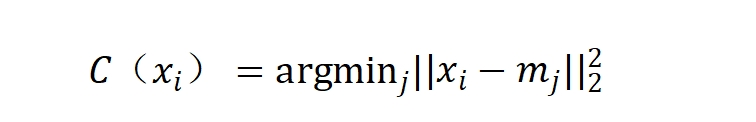 C（xᵢ） = argminⱼ||xᵢ − mⱼ||₂²